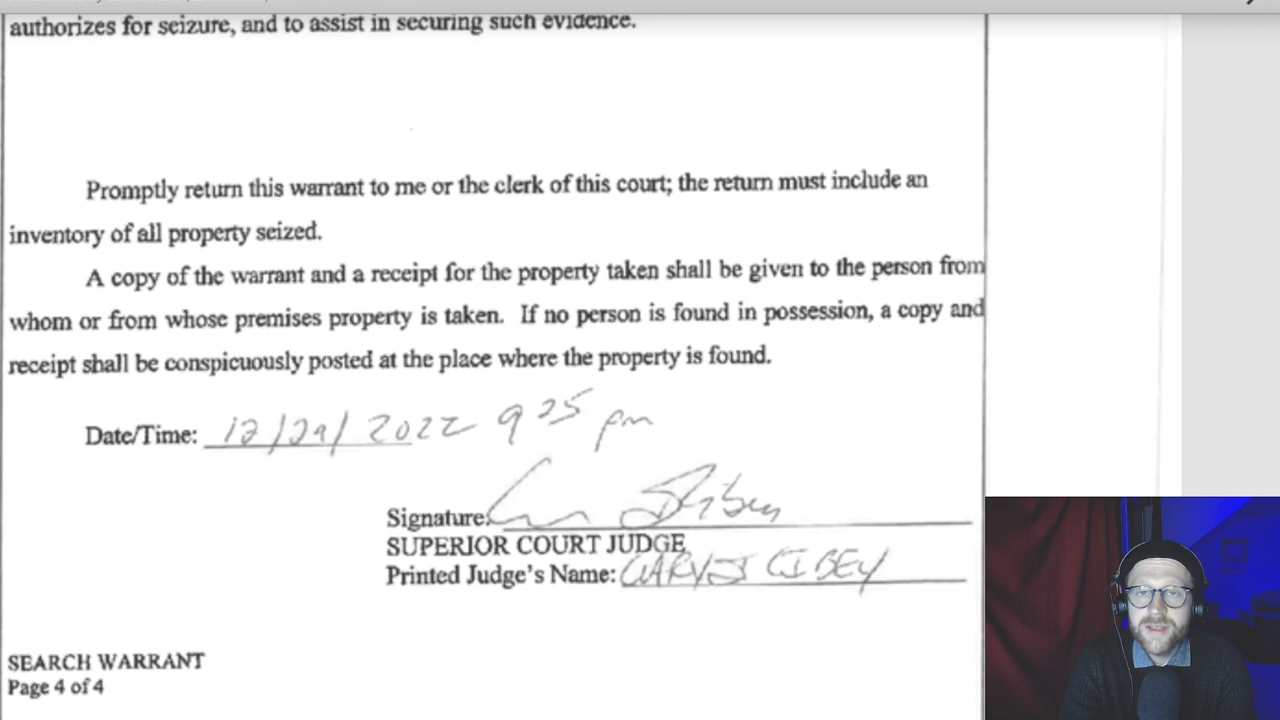 authorizes for seizure, and to assist in securing such evidence.
Promptly return this warrant to me or the clerk of this court; the return must include an
inventory of all property seized.
A copy of the warrant and a receipt for the property taken shall be given to the person from
whom or from whose premises property is taken. If no person is found in possession, a copy and
receipt shall be conspicuously posted at the place where the property is found.
Date/Time: 12/29/2022 9 25 pm
Signature:
SUPERIOR COURT JUDGE
Printed Judge's Name: GARY J LIBEY
SEARCH WARRANT
Page 4 of 4